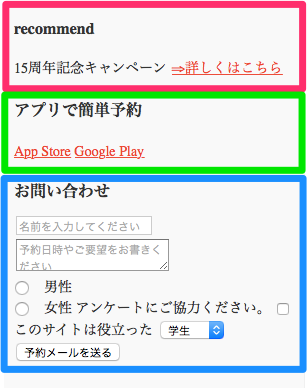 recommend
15周年記念キャンペーン ⇒詳しくはこちら
アプリで簡単予約
App Store Google Play
お問い合わせ
名前を入力してください
予約日時やご要望をお書きく
ださい
男性
女性 アンケートにご協力ください。
このサイトは役立った 学生
予約メールを送る